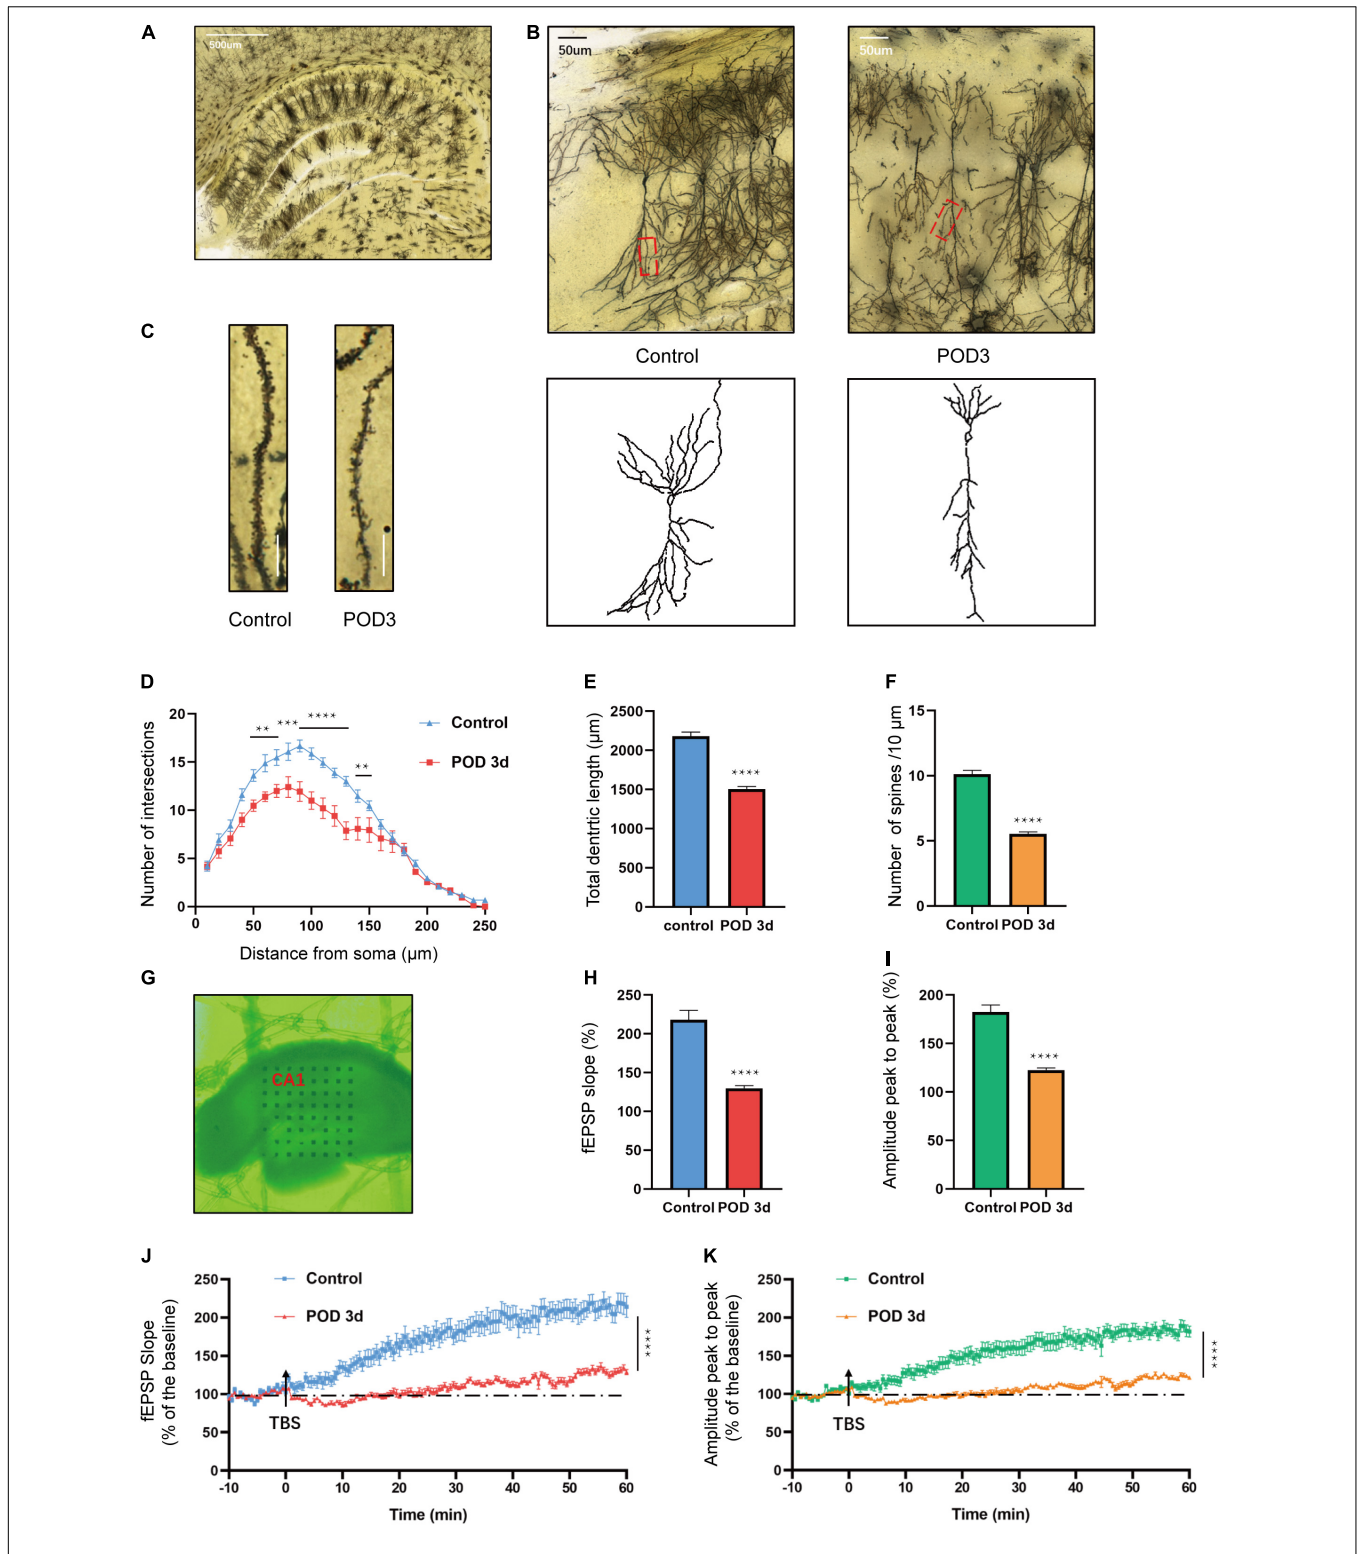 A
500um
B
50um
50um
Control
POD3
C
Control
POD3
D
Number of intersections
20
15
10
5
0
** *** ****
**
Control
POD 3d
0 50 100 150 200 250
Distance from soma (µm)
E
Total dentrtic length (µm)
2500
2000
1500
1000
500
0
****
control POD 3d
F
Number of spines /10 µm
15
10
5
0
****
Control POD 3d
G
CA1
H
fEPSP slope (%)
250
200
150
100
50
0
****
Control POD 3d
I
Amplitude peak to peak (%)
200
150
100
50
0
****
Control POD 3d
J
fEPSP Slope
(% of the baseline)
250
200
150
100
50
0
Control
POD 3d
TBS
****
-10 0 10 20 30 40 50 60
Time (min)
K
Amplitude peak to peak
(% of the baseline)
250
200
150
100
50
0
Control
POD 3d
TBS
****
-10 0 10 20 30 40 50 60
Time (min)